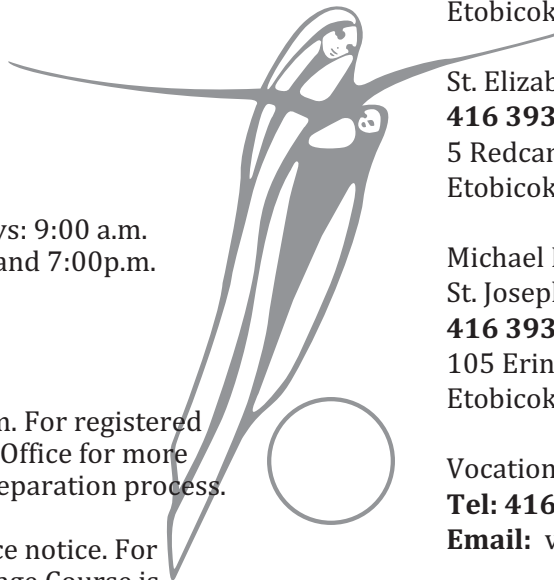 ys: 9:00 a.m.
and 7:00p.m.
m. For registered
Office for more
eparation process.
ce notice. For
Course is
Etobicok
St. Elizab
416 393
5 Redcar
Etobicok
Michael
St. Joseph
416 393
105 Erin
Etobicok
Vocation
Tel: 416
Email: v